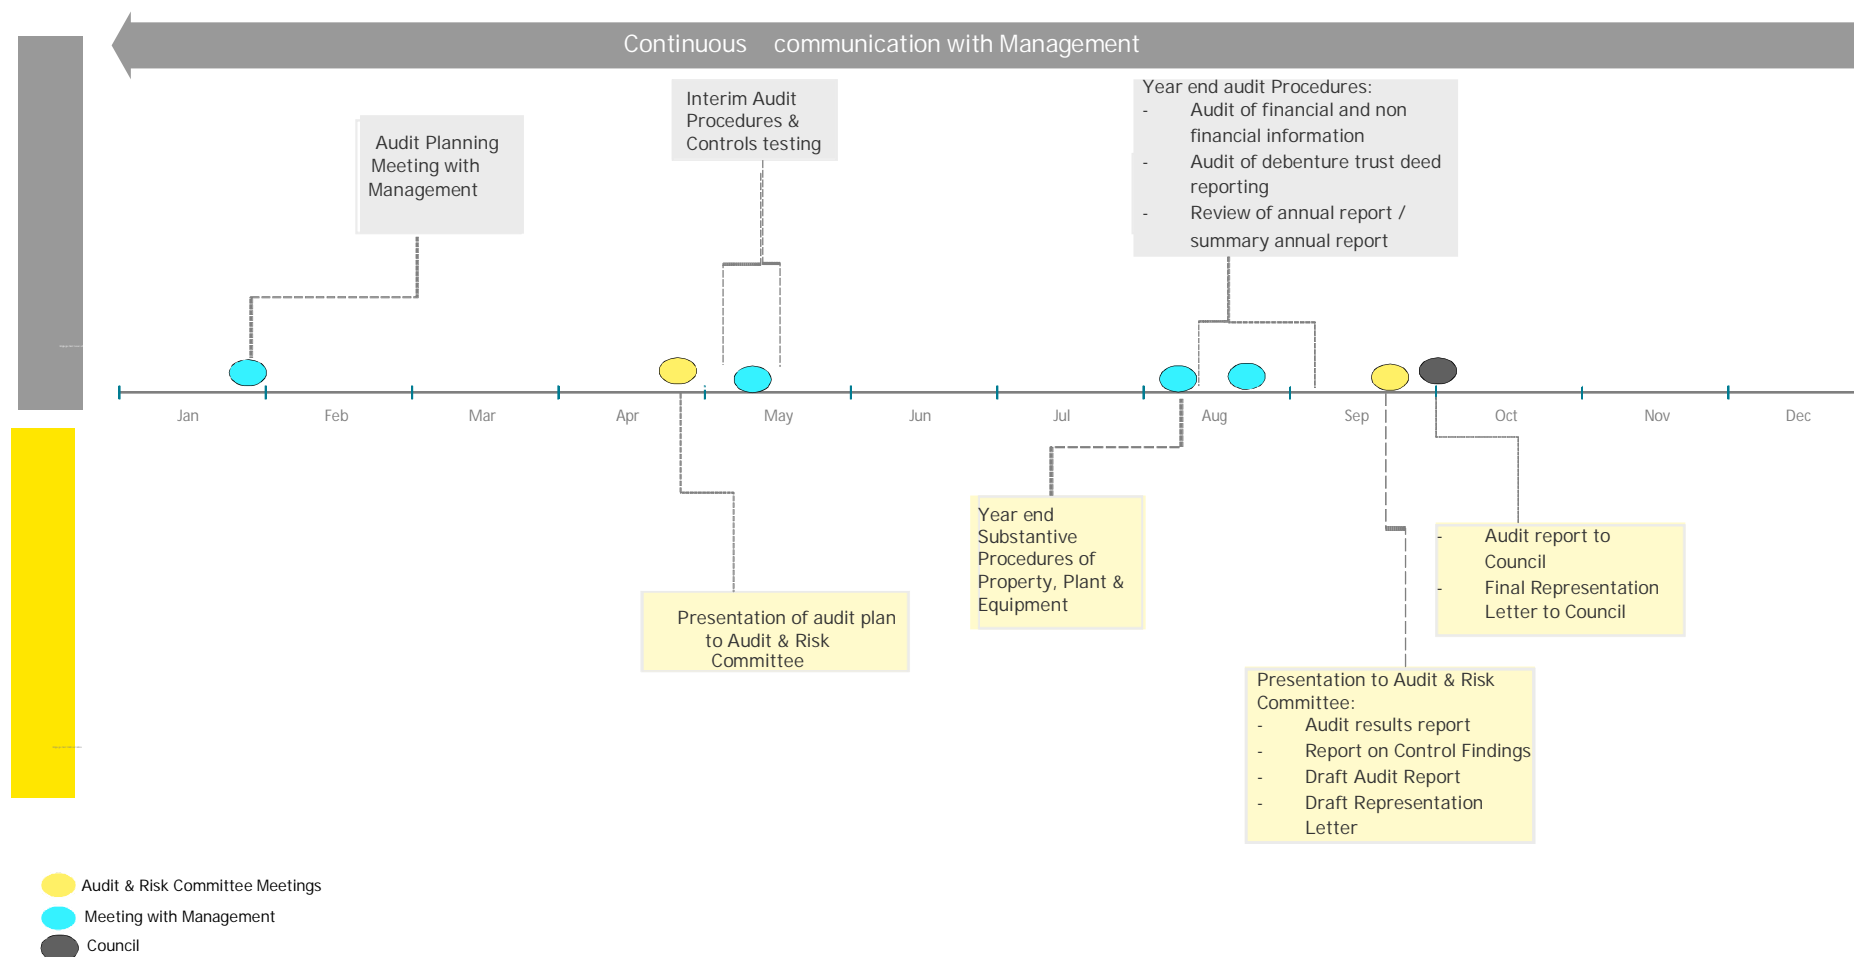 Continuous communication with Management
Audit Planning
Meeting with
Management
Interim Audit
Procedures &
Controls testing
Year end audit Procedures:
- Audit of financial and non
financial information
- Audit of debenture trust deed
reporting
- Review of annual report /
summary annual report
Jan Feb Mar Apr May Jun Jul Aug Sep Oct Nov Dec
Presentation of audit plan
to Audit & Risk
Committee
Year end
Substantive
Procedures of
Property, Plant &
Equipment
- Audit report to
Council
- Final Representation
Letter to Council
Presentation to Audit & Risk
Committee:
- Audit results report
- Report on Control Findings
- Draft Audit Report
- Draft Representation
Letter
Audit & Risk Committee Meetings
Meeting with Management
Council